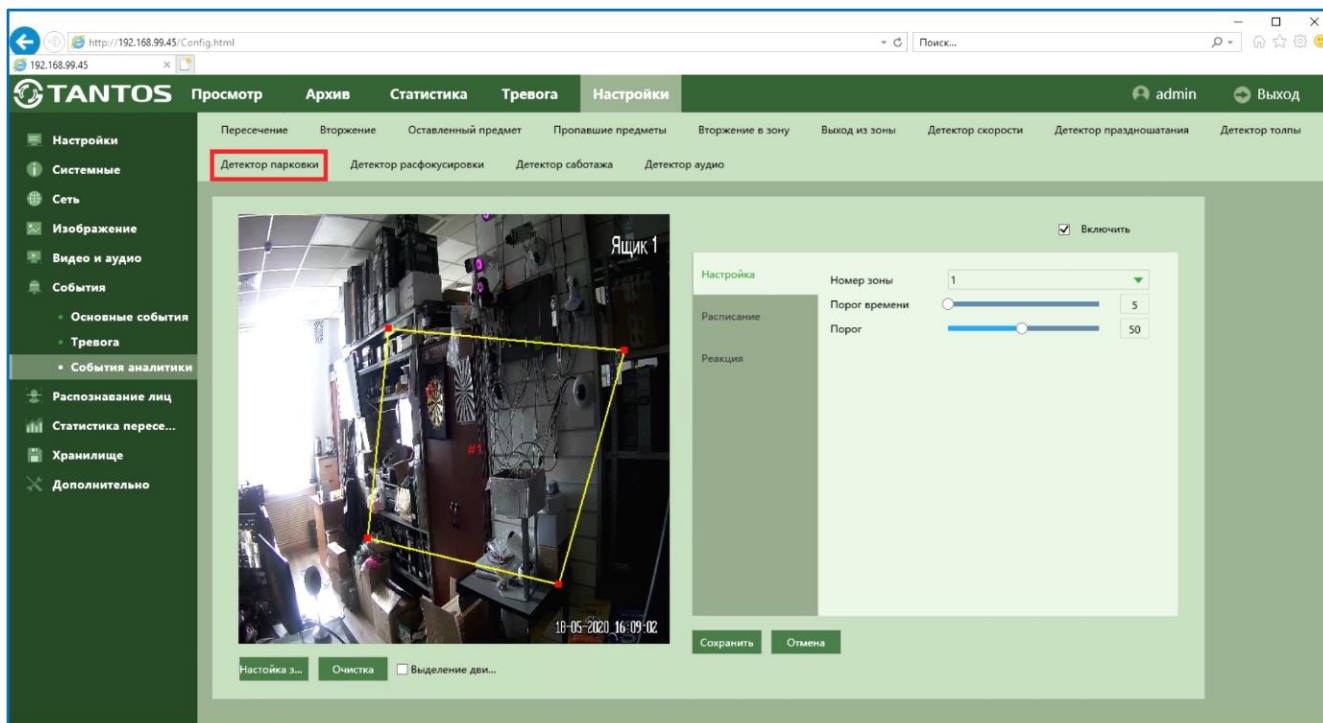 http://192.168.99.45/Config.html
Поиск...
192.168.99.45
TANTOS Просмотр Архив Статистика Тревога Настройки admin Выход
Настройки
Системные
Сеть
Изображение
Видео и аудио
События
Основные события
Тревога
События аналитики
Распознавание лиц
Статистика пересе...
Хранилище
Дополнительно
Пересечение Вторжение Оставленный предмет Пропавшие предметы Вторжение в зону Выход из зоны Детектор скорости Детектор праздношатания Детектор толпы
Детектор парковки Детектор расфокусировки Детектор саботажа Детектор аудио
Ящик 1
#1
18-05-2020 16:09:02
Настойка з... Очистка Выделение дви...
Включить
Настройка
Расписание
Реакция
Номер зоны 1
Порог времени 5
Порог 50
Сохранить Отмена